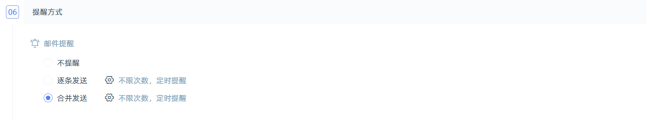 06 提醒方式
邮件提醒
不提醒
逐条发送 不限次数，定时提醒
合并发送 不限次数，定时提醒